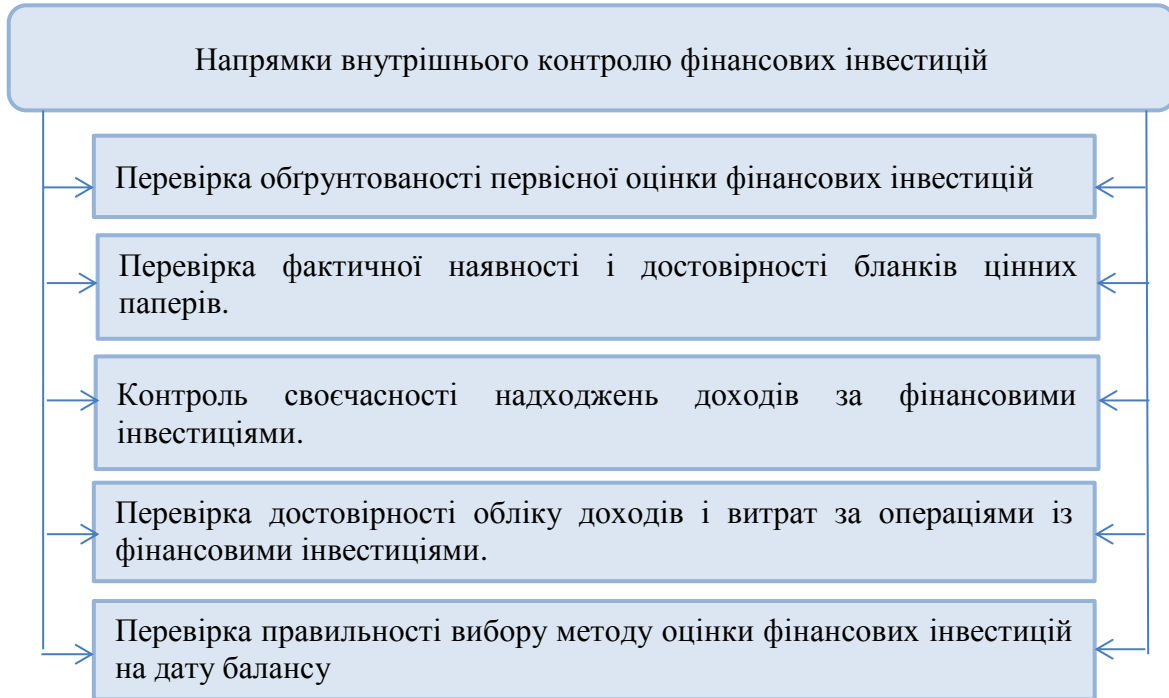 Напрямки внутрішнього контролю фінансових інвестицій
Перевірка обґрунтованості первісної оцінки фінансових інвестицій
Перевірка фактичної наявності і достовірності бланків цінних
паперів.
Контроль своєчасності надходжень доходів за фінансовими
інвестиціями.
Перевірка достовірності обліку доходів і витрат за операціями із
фінансовими інвестиціями.
Перевірка правильності вибору методу оцінки фінансових інвестицій
на дату балансу